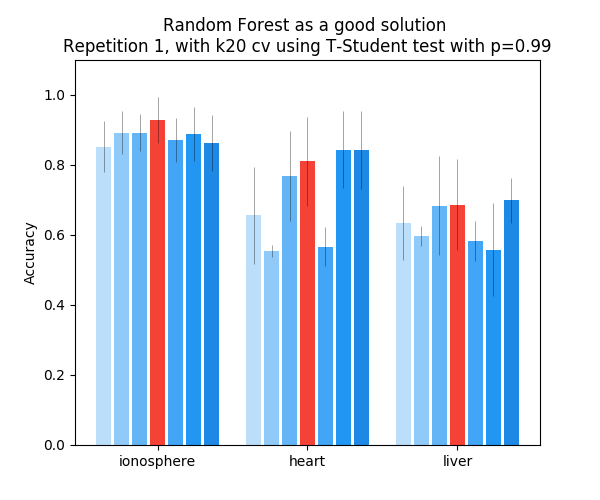 Random Forest as a good solution
Repetition 1, with k20 cv using T-Student test with p=0.99
1.0
0.8
0.6
0.4
0.2
0.0
Accuracy
ionosphere heart liver